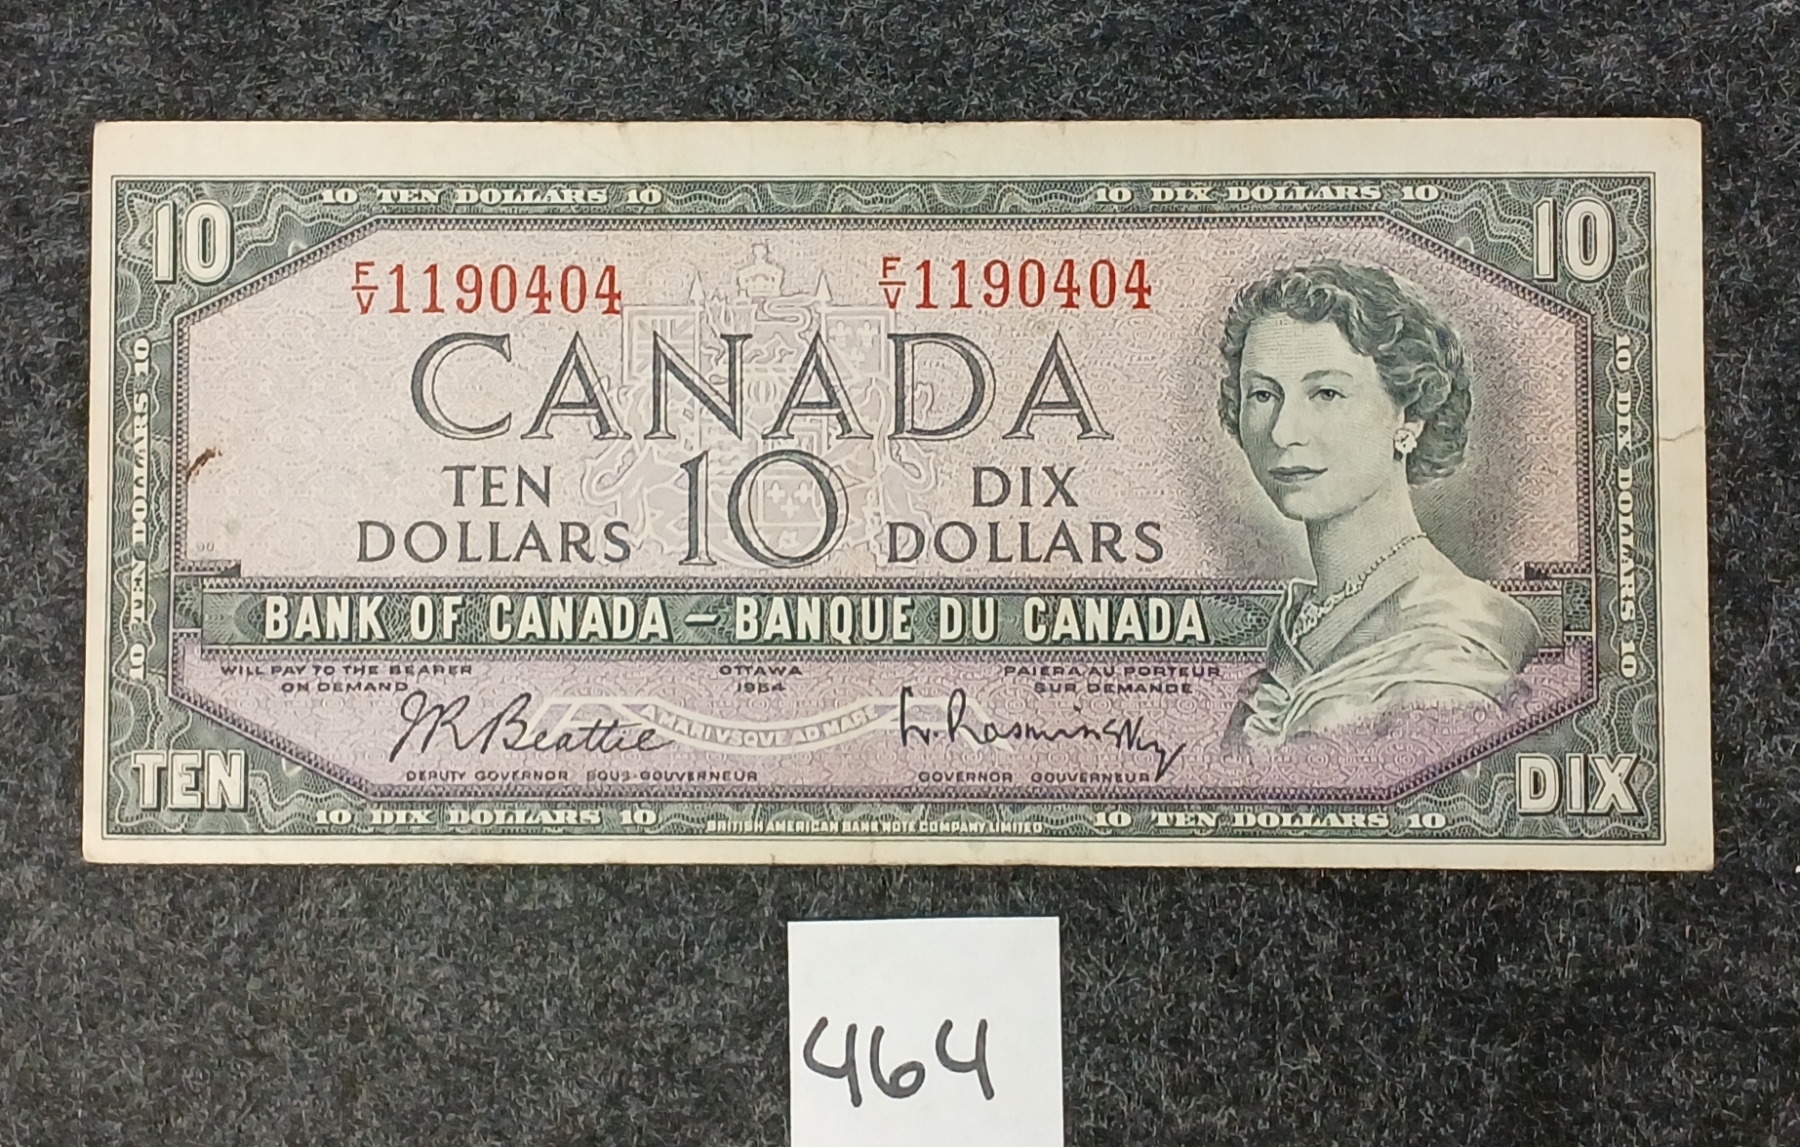 10 TEN DOLLARS 10
10 DIX DOLLARS 10
10
10
F/V 1190404
F/V 1190404
CANADA
TEN DOLLARS
10
DIX DOLLARS
10 TEN DOLLARS 10
10 DIX DOLLARS 10
BANK OF CANADA – BANQUE DU CANADA
WILL PAY TO THE BEARER
ON DEMAND
OTTAWA
1954
PAIERA AU PORTEUR
SUR DEMANDE
J R Beattie
A MARI VSQVE AD MARE
L. Rasminsky
DEPUTY GOVERNOR SOUS-GOUVERNEUR
GOVERNOR GOUVERNEUR
TEN
DIX
10 DIX DOLLARS 10
BRITISH AMERICAN BANK NOTE COMPANY LIMITED
10 TEN DOLLARS 10
464